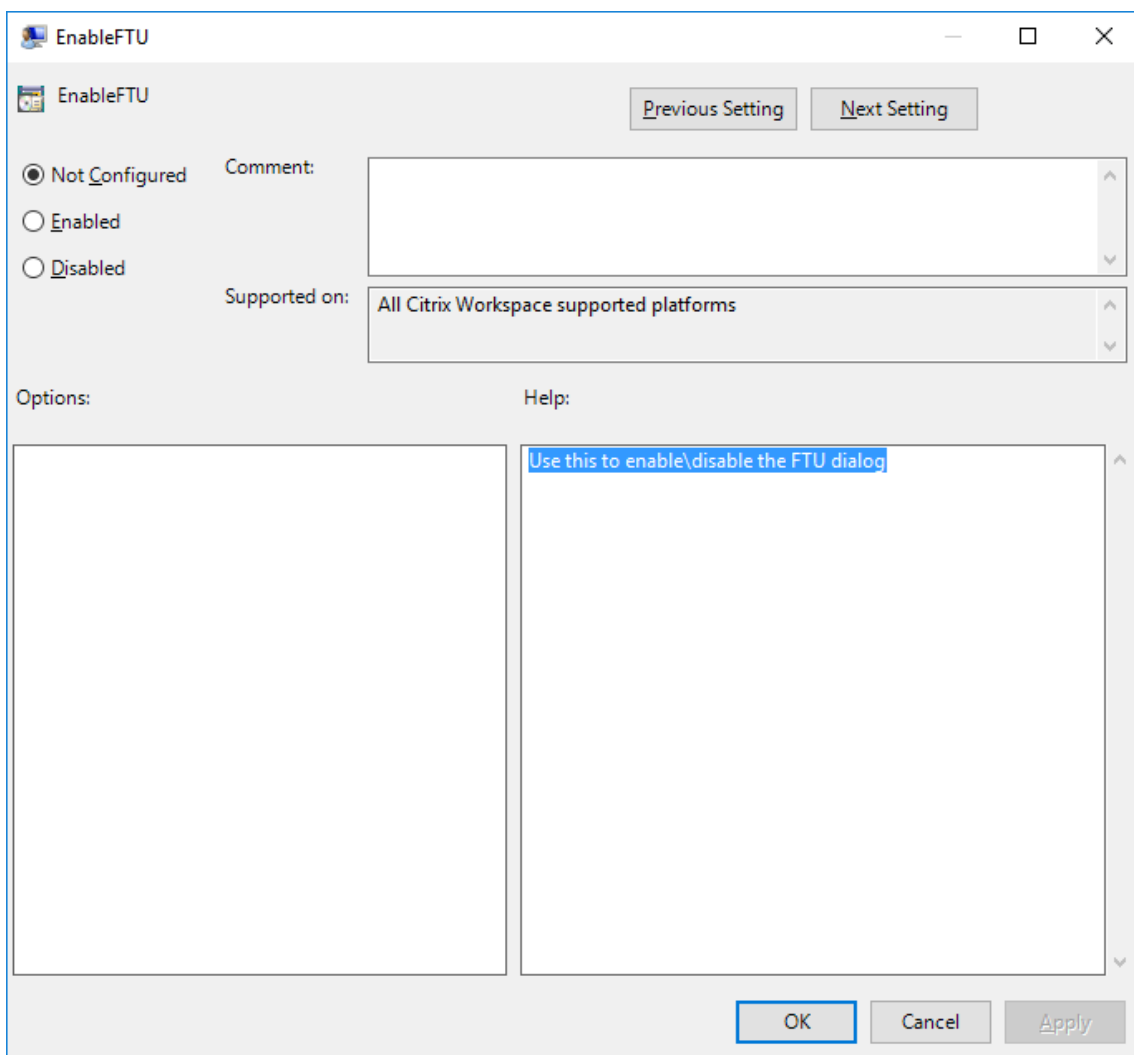 EnableFTU
EnableFTU
Previous Setting
Next Setting
Not Configured
Comment:
Enabled
Disabled
Supported on:
All Citrix Workspace supported platforms
Options:
Help:
Use this to enable\disable the FTU dialog
OK
Cancel
Apply